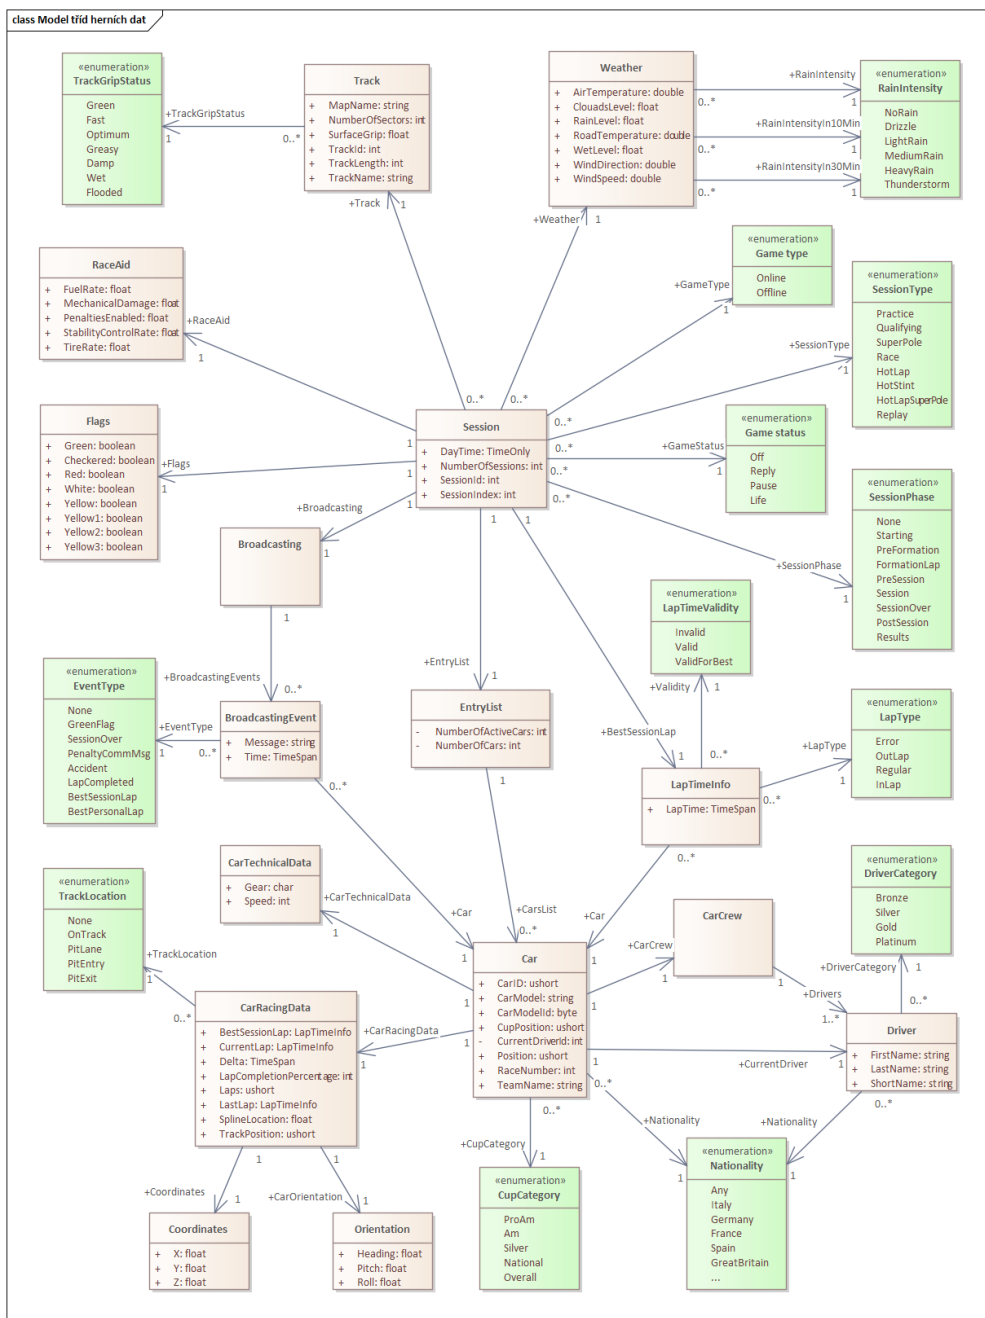 class Model tříd herních dat
«enumeration»
TrackGripStatus
Green
Fast
Optimum
Greasy
Damp
Wet
Flooded
+TrackGripStatus
1
0..*
Track
+ MapName: string
+ NumberOfSectors: int
+ SurfaceGrip: float
+ TrackId: int
+ TrackLength: int
+ TrackName: string
+Track
1
Weather
+ AirTemperature: double
+ ClouadsLevel: float
+ RainLevel: float
+ RoadTemperature: double
+ WetLevel: float
+ WindDirection: double
+ WindSpeed: double
+Weather
1
+RainIntensity
0..*
1
+RainIntensityIn10Min
0..*
1
+RainIntensityIn30Min
0..*
1
«enumeration»
RainIntensity
NoRain
Drizzle
LightRain
MediumRain
HeavyRain
Thunderstorm
RaceAid
+ FuelRate: float
+ MechanicalDamage: float
+ PenaltiesEnabled: float
+ StabilityControlRate: float
+ TireRate: float
+RaceAid
1
«enumeration»
Game type
Online
Offline
+GameType
1
«enumeration»
SessionType
Practice
Qualifying
SuperPole
Race
HotLap
HotStint
HotLapSuperPole
Replay
+SessionType
1
Flags
+ Green: boolean
+ Checkered: boolean
+ Red: boolean
+ White: boolean
+ Yellow: boolean
+ Yellow1: boolean
+ Yellow2: boolean
+ Yellow3: boolean
+Flags
1
0..*
0..*
Session
+ DayTime: TimeOnly
+ NumberOfSessions: int
+ SessionId: int
+ SessionIndex: int
1
1
1
1
1
0..*
0..*
0..*
0..*
+GameStatus
1
«enumeration»
Game status
Off
Reply
Pause
Life
«enumeration»
SessionPhase
None
Starting
PreFormation
FormationLap
PreSession
Session
SessionOver
PostSession
Results
+SessionPhase
1
+Broadcasting
1
Broadcasting
1
+BroadcastingEvents
0..*
«enumeration»
LapTimeValidity
Invalid
Valid
ValidForBest
+Validity
1
0..*
«enumeration»
EventType
None
GreenFlag
SessionOver
PenaltyCommMsg
Accident
LapCompleted
BestSessionLap
BestPersonalLap
+EventType
1
0..*
BroadcastingEvent
+ Message: string
+ Time: TimeSpan
0..*
+EntryList
1
EntryList
- NumberOfActiveCars: int
- NumberOfCars: int
1
+BestSessionLap
1
LapTimeInfo
+ LapTime: TimeSpan
0..*
0..*
+LapType
1
«enumeration»
LapType
Error
OutLap
Regular
InLap
CarTechnicalData
+ Gear: char
+ Speed: int
+CarTechnicalData
1
+Car
1
+CarsList
0..*
+Car
1
«enumeration»
DriverCategory
Bronze
Silver
Gold
Platinum
+DriverCategory
1
0..*
«enumeration»
TrackLocation
None
OnTrack
PitLane
PitEntry
PitExit
+TrackLocation
1
0..*
CarCrew
+CarCrew
1
1
+Drivers
1..*
Car
+ CarID: ushort
+ CarModel: string
+ CarModelId: byte
+ CupPosition: ushort
- CurrentDriverId: int
+ Position: ushort
+ RaceNumber: int
+ TeamName: string
1
1
1
1
0..*
0..*
CarRacingData
+ BestSessionLap: LapTimeInfo
+ CurrentLap: LapTimeInfo
+ Delta: TimeSpan
+ LapCompletionPercentage: int
+ Laps: ushort
+ LastLap: LapTimeInfo
+ SplineLocation: float
+ TrackPosition: ushort
+CarRacingData
1
1
1
+CurrentDriver
1
Driver
+ FirstName: string
+ LastName: string
+ ShortName: string
0..*
+Nationality
1
+Nationality
1
+CupCategory
1
«enumeration»
CupCategory
ProAm
Am
Silver
National
Overall
«enumeration»
Nationality
Any
Italy
Germany
France
Spain
GreatBritain
...
+Coordinates
1
+CarOrientation
1
Coordinates
+ X: float
+ Y: float
+ Z: float
Orientation
+ Heading: float
+ Pitch: float
+ Roll: float